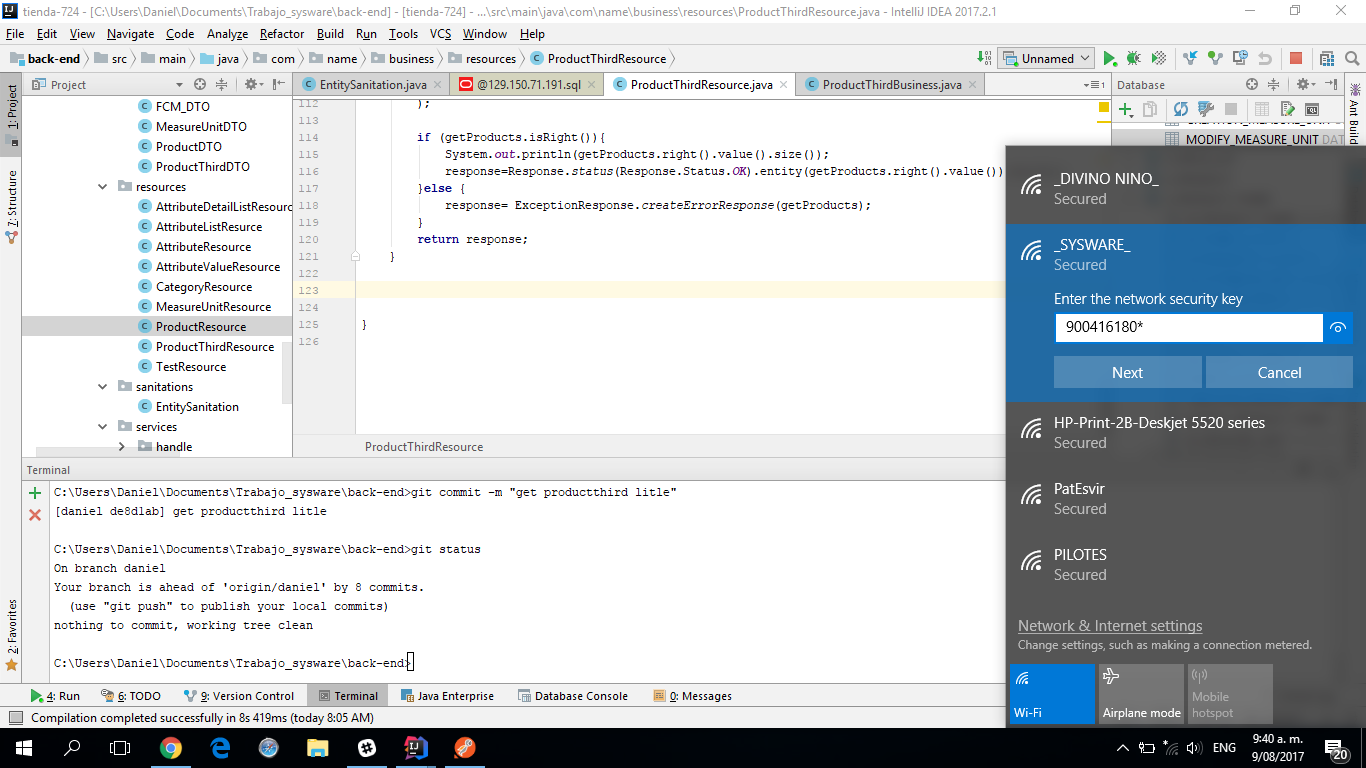 tienda-724 - [C:\Users\Daniel\Documents\Trabajo_sysware\back-end] - [tienda-724] - ...\src\main\java\com\name\business\resources\ProductThirdResource.java - IntelliJ IDEA 2017.2.1
File Edit View Navigate Code Analyze Refactor Build Run Tools VCS Window Help
back-end src main java com name business resources ProductThirdResource Unnamed
Project EntitySanitation.java @129.150.71.191.sql ProductThirdResource.java ProductThirdBusiness.java 1 Database
1: Project
7: Structure
2: Favorites
Ant Build
FCM_DTO
MeasureUnitDTO
ProductDTO
ProductThirdDTO
resources
AttributeDetailListResourc
AttributeListResurce
AttributeResource
AttributeValueResource
CategoryResource
MeasureUnitResource
ProductResource
ProductThirdResource
TestResource
sanitations
EntitySanitation
services
handle
112 );
113
114 if (getProducts.isRight()){
115 System.out.println(getProducts.right().value().size());
116 response=Response.status(Response.Status.OK).entity(getProducts.right().value())
117 }else {
118 response= ExceptionResponse.createErrorResponse(getProducts);
119 }
120 return response;
121 }
122
123
124
125 }
126
ProductThirdResource
MODIFY_MEASURE_UNIT DAT
_DIVINO NINO_
Secured
_SYSWARE_
Secured
Enter the network security key
900416180*
Next Cancel
HP-Print-2B-Deskjet 5520 series
Secured
PatEsvir
Secured
PILOTES
Secured
Network & Internet settings
Change settings, such as making a connection metered.
Wi-Fi
Airplane mode
Mobile
hotspot
Terminal
C:\Users\Daniel\Documents\Trabajo_sysware\back-end>git commit -m "get productthird litle"
[daniel de8dlab] get productthird litle
C:\Users\Daniel\Documents\Trabajo_sysware\back-end>git status
On branch daniel
Your branch is ahead of 'origin/daniel' by 8 commits.
(use "git push" to publish your local commits)
nothing to commit, working tree clean
C:\Users\Daniel\Documents\Trabajo_sysware\back-end>
4: Run 6: TODO 9: Version Control Terminal Java Enterprise Database Console 0: Messages
Compilation completed successfully in 8s 419ms (today 8:05 AM)
ENG
9:40 a. m.
9/08/2017
20